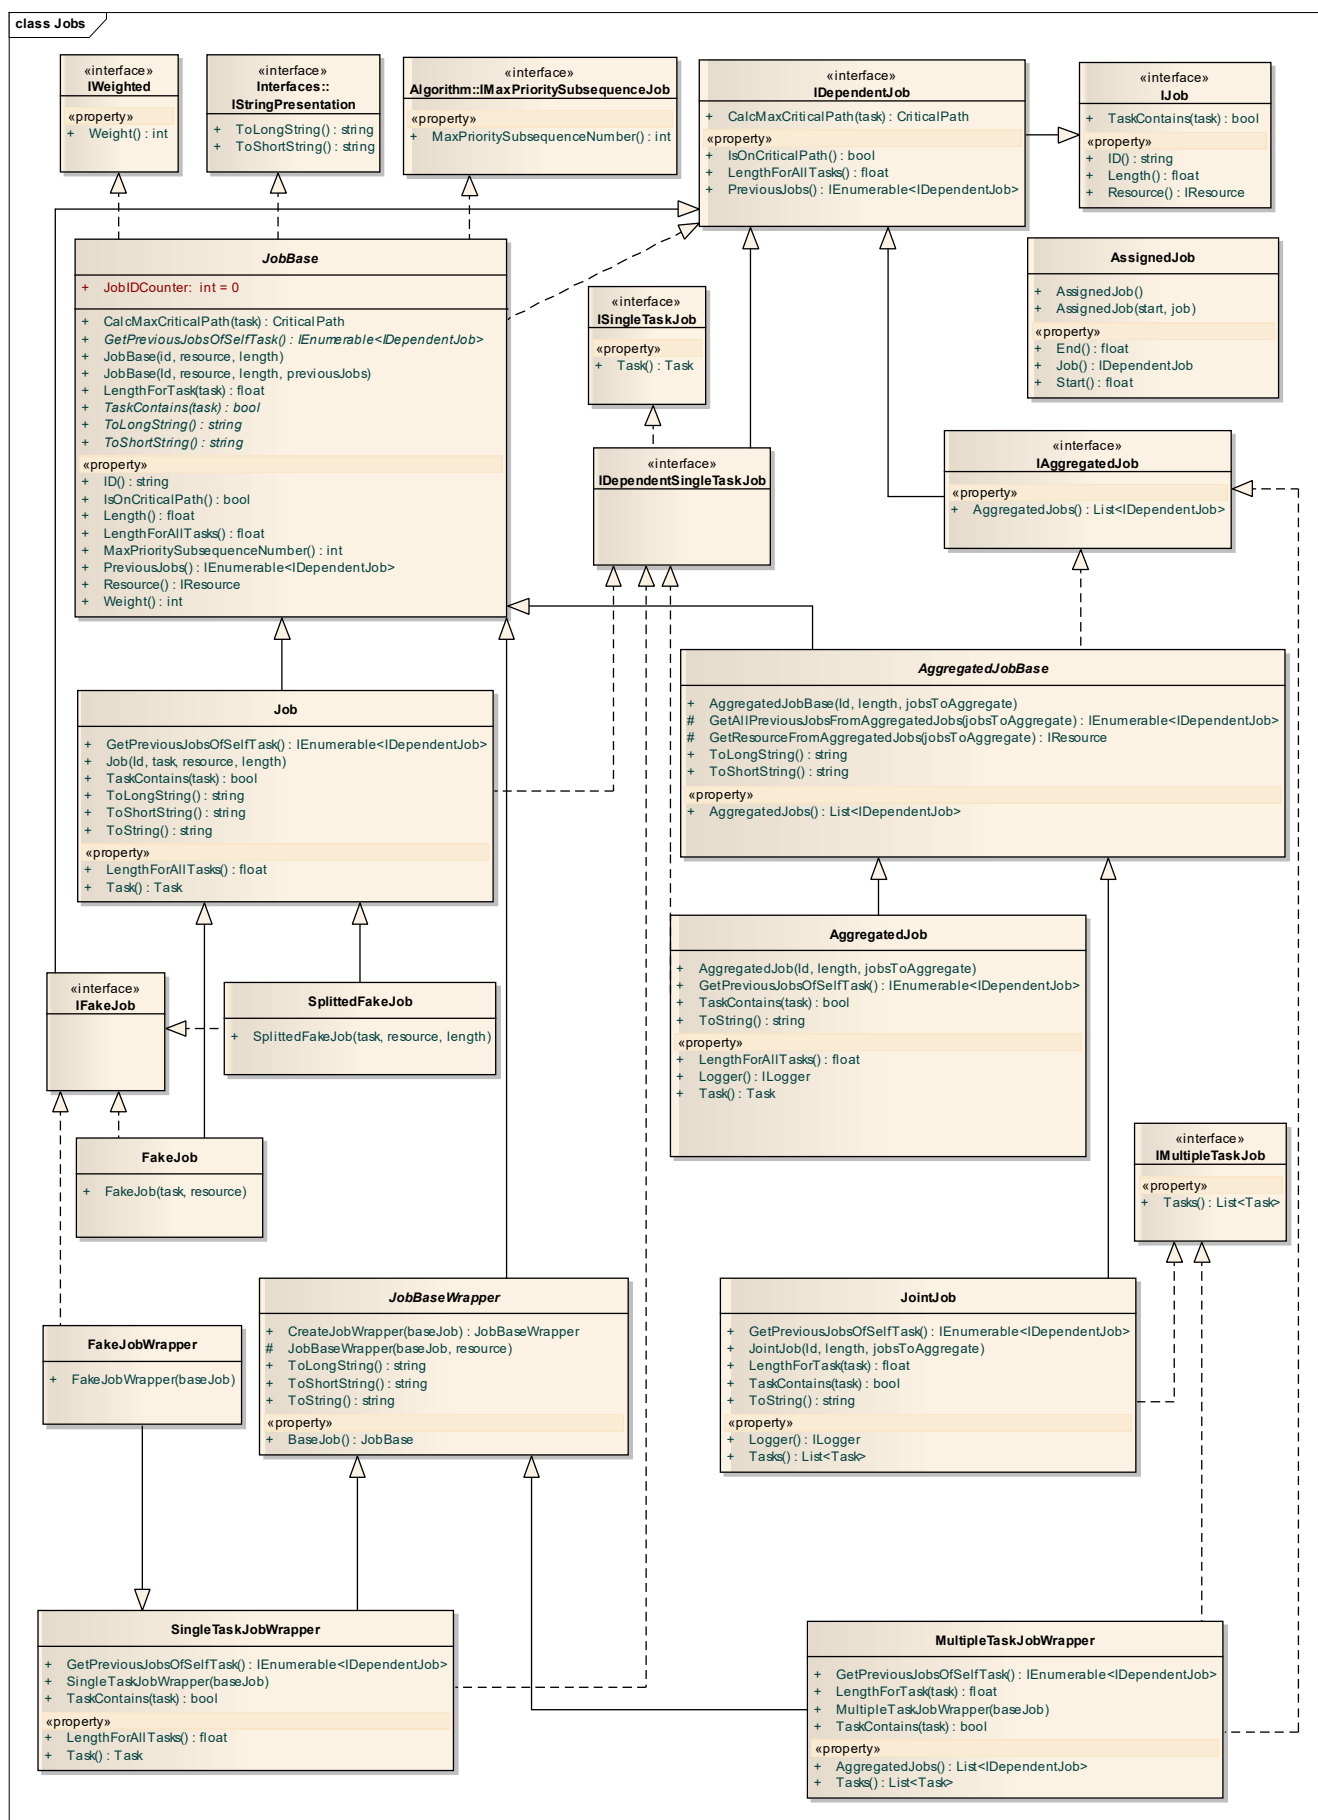 class Jobs
«interface»
IWeighted
«property»
+ Weight() : int
«interface»
Interfaces::
IStringPresentation
+ ToLongString() : string
+ ToShortString() : string
«interface»
Algorithm::IMaxPrioritySubsequenceJob
«property»
+ MaxPrioritySubsequenceNumber() : int
«interface»
IDependentJob
+ CalcMaxCriticalPath(task) : CriticalPath
«property»
+ IsOnCriticalPath() : bool
+ LengthForAllTasks() : float
+ PreviousJobs() : IEnumerable<IDependentJob>
«interface»
IJob
+ TaskContains(task) : bool
«property»
+ ID() : string
+ Length() : float
+ Resource() : IResource
JobBase
+ JobIDCounter: int = 0
+ CalcMaxCriticalPath(task) : CriticalPath
+ GetPreviousJobsOfSelfTask() : IEnumerable<IDependentJob>
+ JobBase(id, resource, length)
+ JobBase(Id, resource, length, previousJobs)
+ LengthForTask(task) : float
+ TaskContains(task) : bool
+ ToLongString() : string
+ ToShortString() : string
«property»
+ ID() : string
+ IsOnCriticalPath() : bool
+ Length() : float
+ LengthForAllTasks() : float
+ MaxPrioritySubsequenceNumber() : int
+ PreviousJobs() : IEnumerable<IDependentJob>
+ Resource() : IResource
+ Weight() : int
«interface»
ISingleTaskJob
«property»
+ Task() : Task
AssignedJob
+ AssignedJob()
+ AssignedJob(start, job)
«property»
+ End() : float
+ Job() : IDependentJob
+ Start() : float
«interface»
IDependentSingleTaskJob
«interface»
IAggregatedJob
«property»
+ AggregatedJobs() : List<IDependentJob>
Job
+ GetPreviousJobsOfSelfTask() : IEnumerable<IDependentJob>
+ Job(Id, task, resource, length)
+ TaskContains(task) : bool
+ ToLongString() : string
+ ToShortString() : string
+ ToString() : string
«property»
+ LengthForAllTasks() : float
+ Task() : Task
AggregatedJobBase
+ AggregatedJobBase(Id, length, jobsToAggregate)
# GetAllPreviousJobsFromAggregatedJobs(jobsToAggregate) : IEnumerable<IDependentJob>
# GetResourceFromAggregatedJobs(jobsToAggregate) : IResource
+ ToLongString() : string
+ ToShortString() : string
«property»
+ AggregatedJobs() : List<IDependentJob>
AggregatedJob
+ AggregatedJob(Id, length, jobsToAggregate)
+ GetPreviousJobsOfSelfTask() : IEnumerable<IDependentJob>
+ TaskContains(task) : bool
+ ToString() : string
«property»
+ LengthForAllTasks() : float
+ Logger() : ILogger
+ Task() : Task
«interface»
IFakeJob
SplittedFakeJob
+ SplittedFakeJob(task, resource, length)
FakeJob
+ FakeJob(task, resource)
«interface»
IMultipleTaskJob
«property»
+ Tasks() : List<Task>
JobBaseWrapper
+ CreateJobWrapper(baseJob) : JobBaseWrapper
# JobBaseWrapper(baseJob, resource)
+ ToLongString() : string
+ ToShortString() : string
+ ToString() : string
«property»
+ BaseJob() : JobBase
JointJob
+ GetPreviousJobsOfSelfTask() : IEnumerable<IDependentJob>
+ JointJob(Id, length, jobsToAggregate)
+ LengthForTask(task) : float
+ TaskContains(task) : bool
+ ToString() : string
«property»
+ Logger() : ILogger
+ Tasks() : List<Task>
FakeJobWrapper
+ FakeJobWrapper(baseJob)
SingleTaskJobWrapper
+ GetPreviousJobsOfSelfTask() : IEnumerable<IDependentJob>
+ SingleTaskJobWrapper(baseJob)
+ TaskContains(task) : bool
«property»
+ LengthForAllTasks() : float
+ Task() : Task
MultipleTaskJobWrapper
+ GetPreviousJobsOfSelfTask() : IEnumerable<IDependentJob>
+ LengthForTask(task) : float
+ MultipleTaskJobWrapper(baseJob)
+ TaskContains(task) : bool
«property»
+ AggregatedJobs() : List<IDependentJob>
+ Tasks() : List<Task>